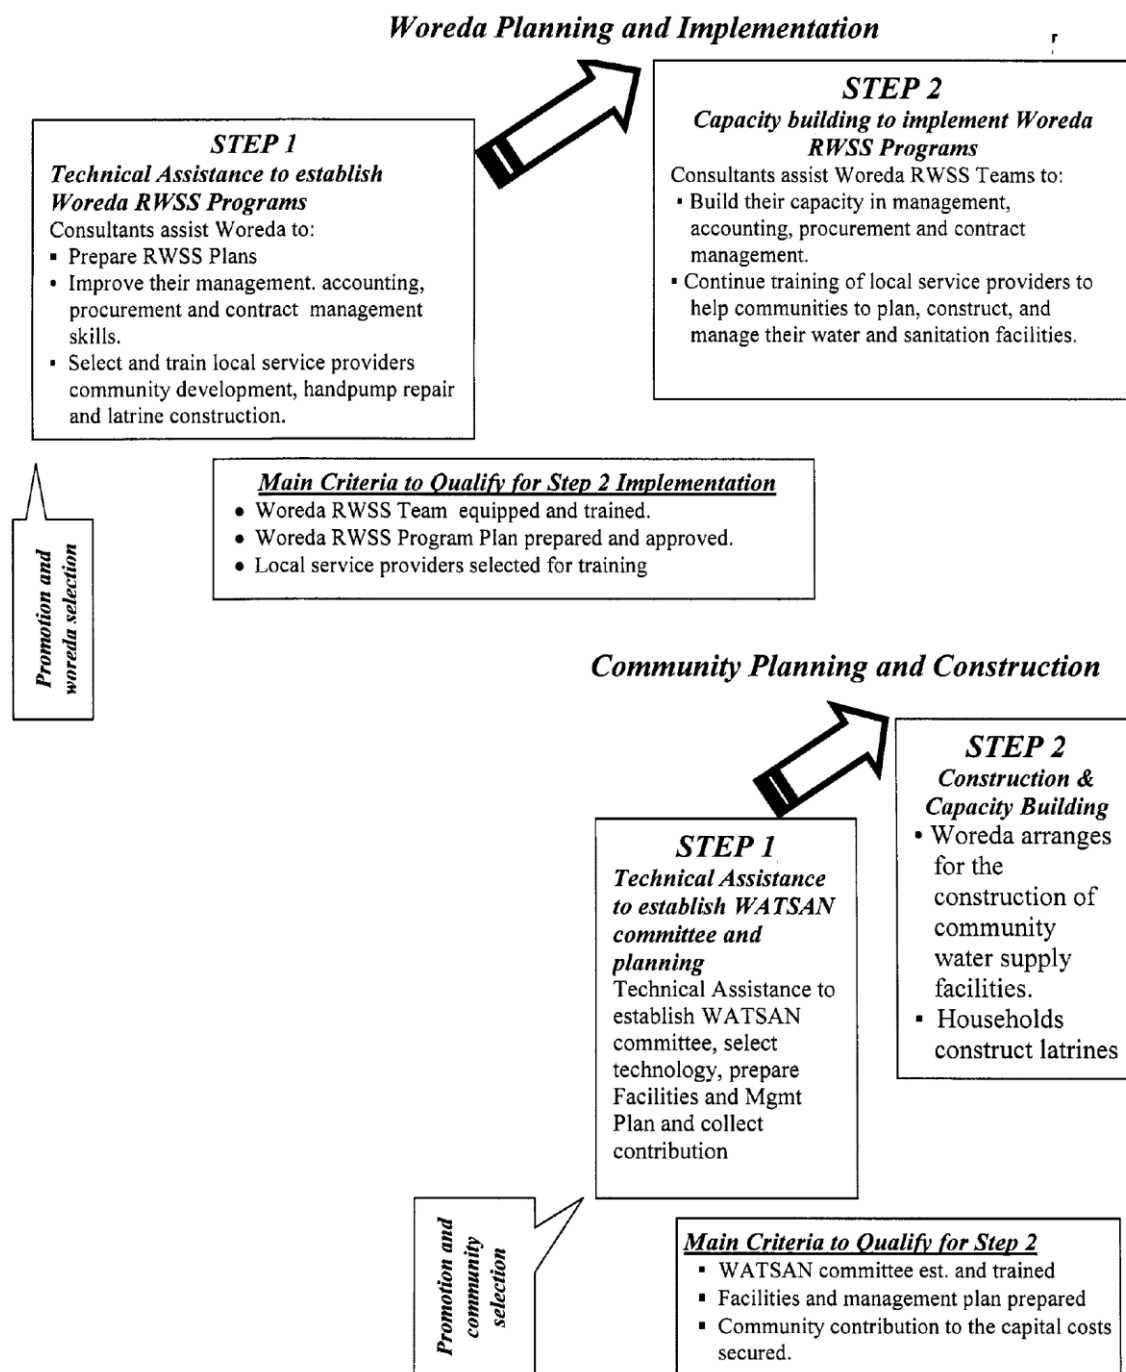 Woreda Planning and Implementation
STEP 1
Technical Assistance to establish
Woreda RWSS Programs
Consultants assist Woreda to:
▪ Prepare RWSS Plans
▪ Improve their management. accounting,
procurement and contract management
skills.
▪ Select and train local service providers
community development, handpump repair
and latrine construction.
STEP 2
Capacity building to implement Woreda
RWSS Programs
Consultants assist Woreda RWSS Teams to:
▪ Build their capacity in management,
accounting, procurement and contract
management.
▪ Continue training of local service providers to
help communities to plan, construct, and
manage their water and sanitation facilities.
Promotion and
woreda selection
Main Criteria to Qualify for Step 2 Implementation
● Woreda RWSS Team equipped and trained.
● Woreda RWSS Program Plan prepared and approved.
● Local service providers selected for training
Community Planning and Construction
STEP 1
Technical Assistance
to establish WATSAN
committee and
planning
Technical Assistance to
establish WATSAN
committee, select
technology, prepare
Facilities and Mgmt
Plan and collect
contribution
STEP 2
Construction &
Capacity Building
▪ Woreda arranges
for the
construction of
community
water supply
facilities.
▪ Households
construct latrines
Promotion and
community
selection
Main Criteria to Qualify for Step 2
▪ WATSAN committee est. and trained
▪ Facilities and management plan prepared
▪ Community contribution to the capital costs
secured.